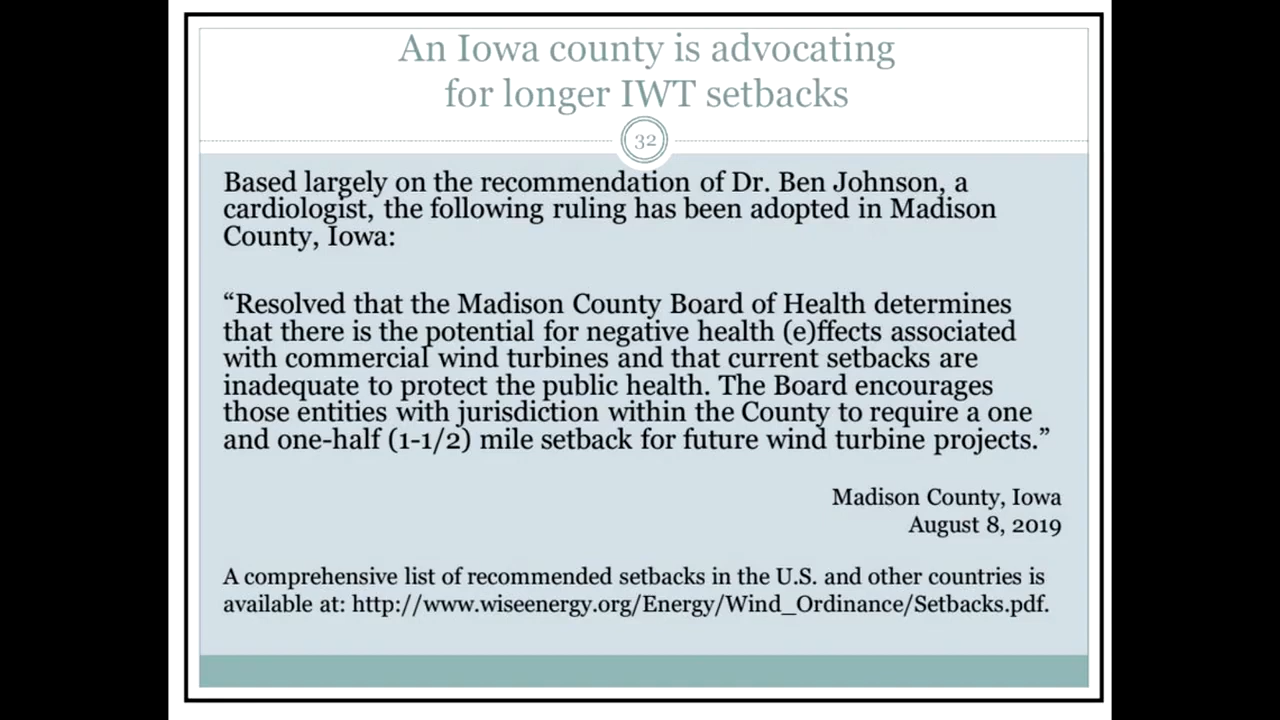 An Iowa county is advocating
for longer IWT setbacks
32
Based largely on the recommendation of Dr. Ben Johnson, a
cardiologist, the following ruling has been adopted in Madison
County, Iowa:
“Resolved that the Madison County Board of Health determines
that there is the potential for negative health (e)ffects associated
with commercial wind turbines and that current setbacks are
inadequate to protect the public health. The Board encourages
those entities with jurisdiction within the County to require a one
and one-half (1-1/2) mile setback for future wind turbine projects.”
Madison County, Iowa
August 8, 2019
A comprehensive list of recommended setbacks in the U.S. and other countries is
available at: http://www.wiseenergy.org/Energy/Wind_Ordinance/Setbacks.pdf.